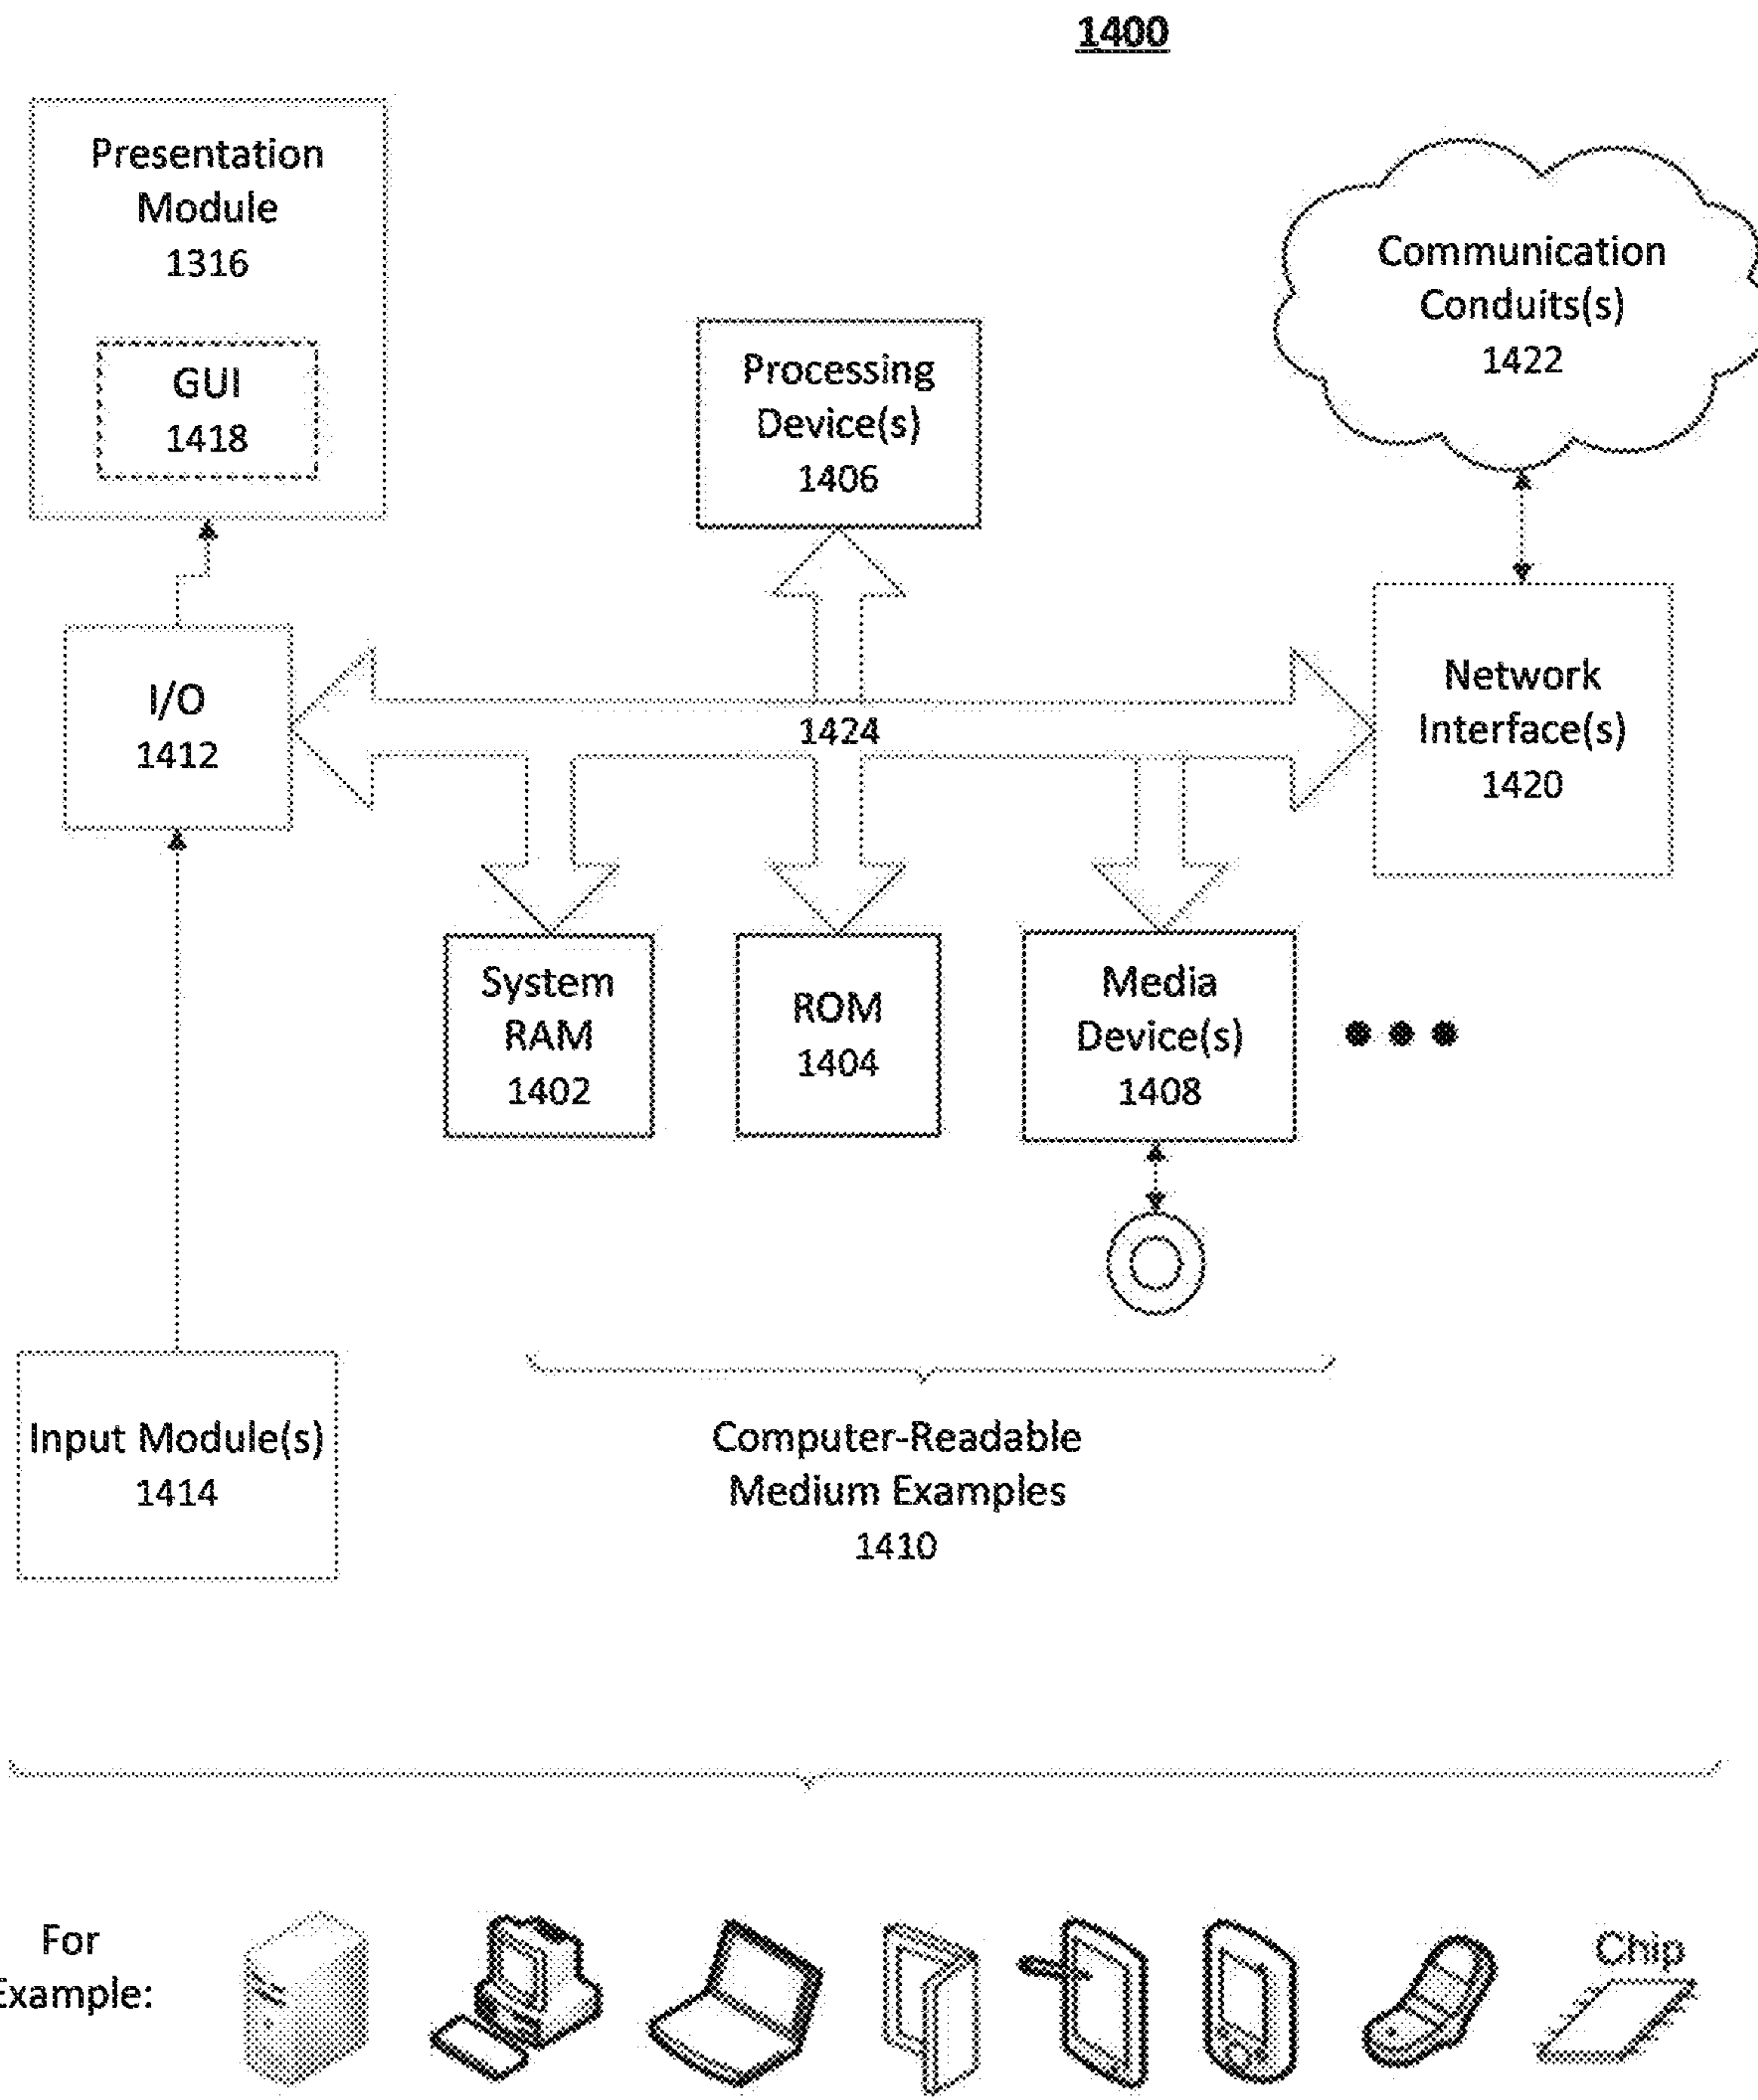 1400
Presentation
Module
1316
GUI
1418
Processing
Device(s)
1406
Communication
Conduits(s)
1422
I/O
1412
1424
Network
Interface(s)
1420
System
RAM
1402
ROM
1404
Media
Device(s)
1408
Input Module(s)
1414
Computer-Readable
Medium Examples
1410
For
Example:
Chip